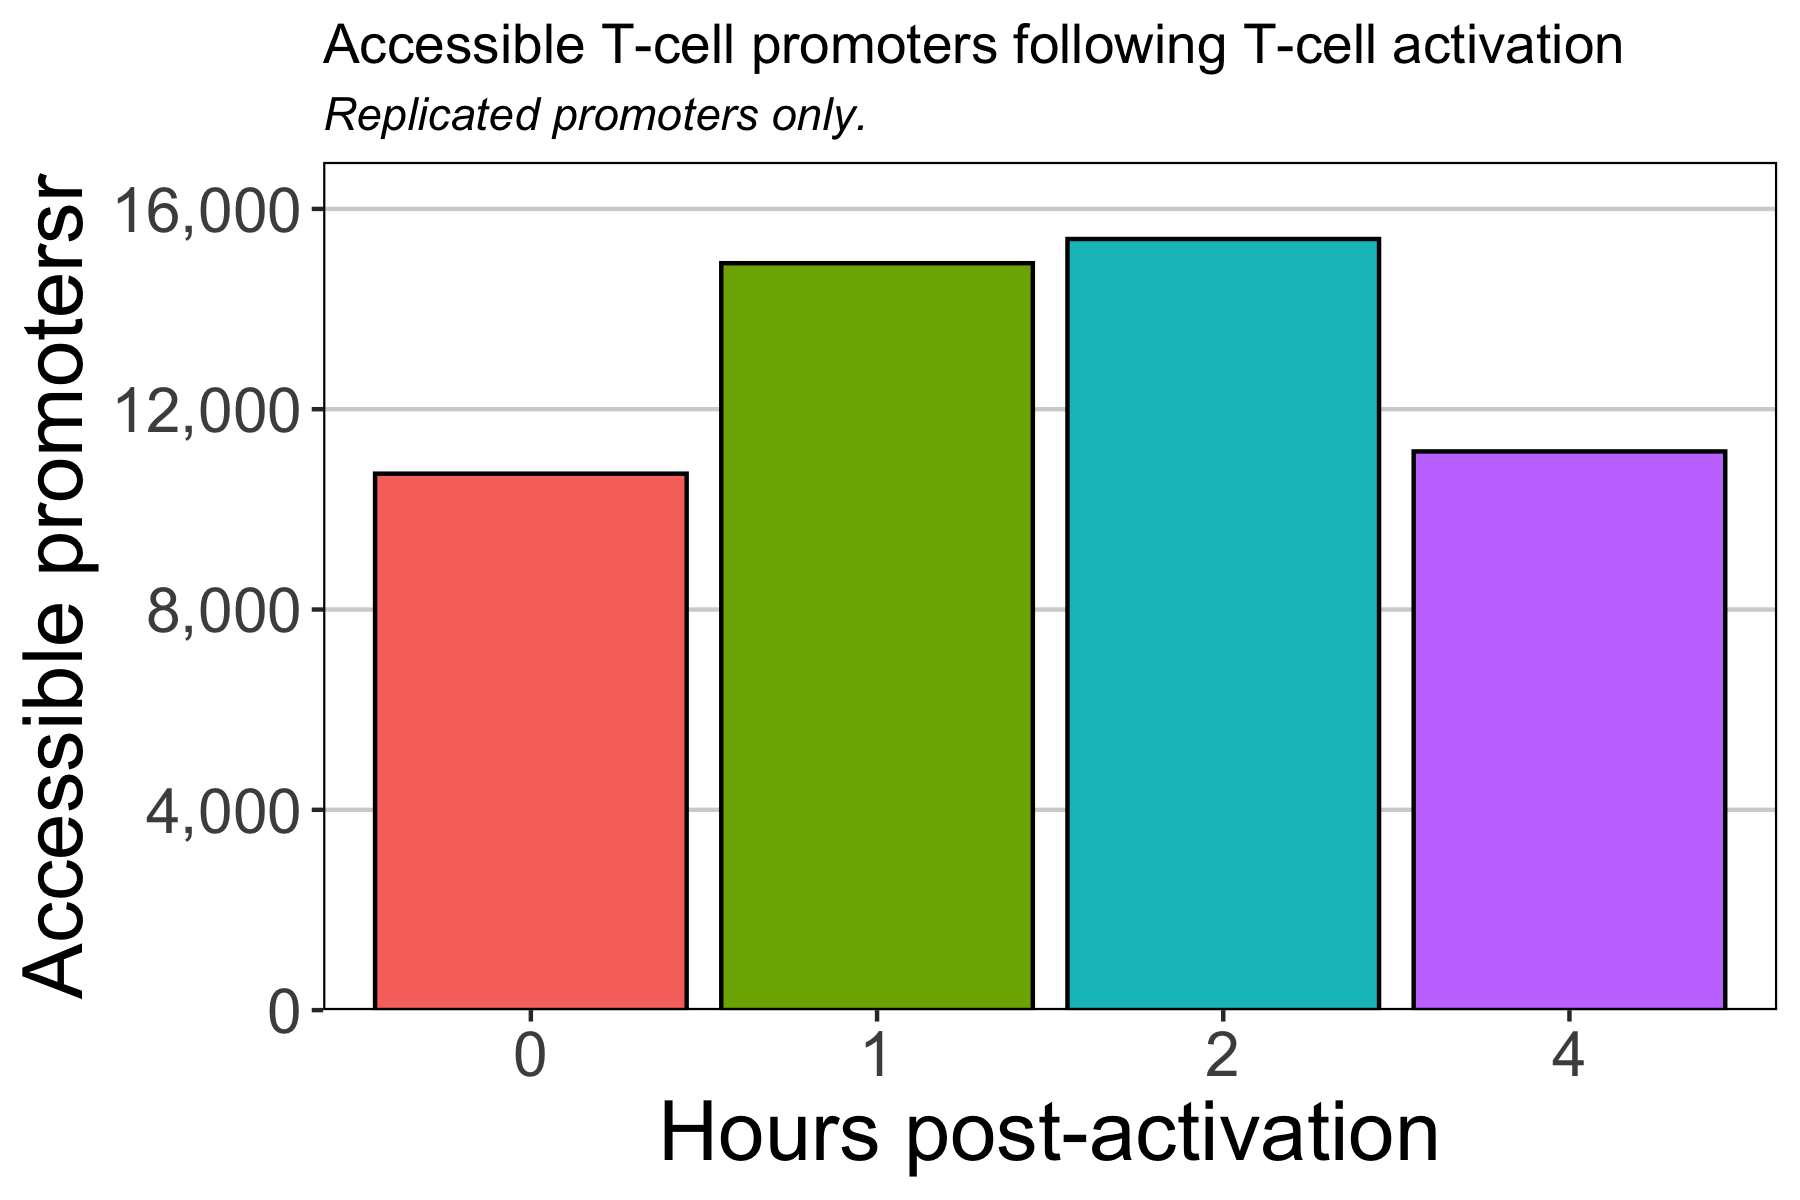 Accessible T-cell promoters following T-cell activation
Replicated promoters only.
Accessible promotersr
16,000
12,000
8,000
4,000
0
0
1
2
4
Hours post-activation